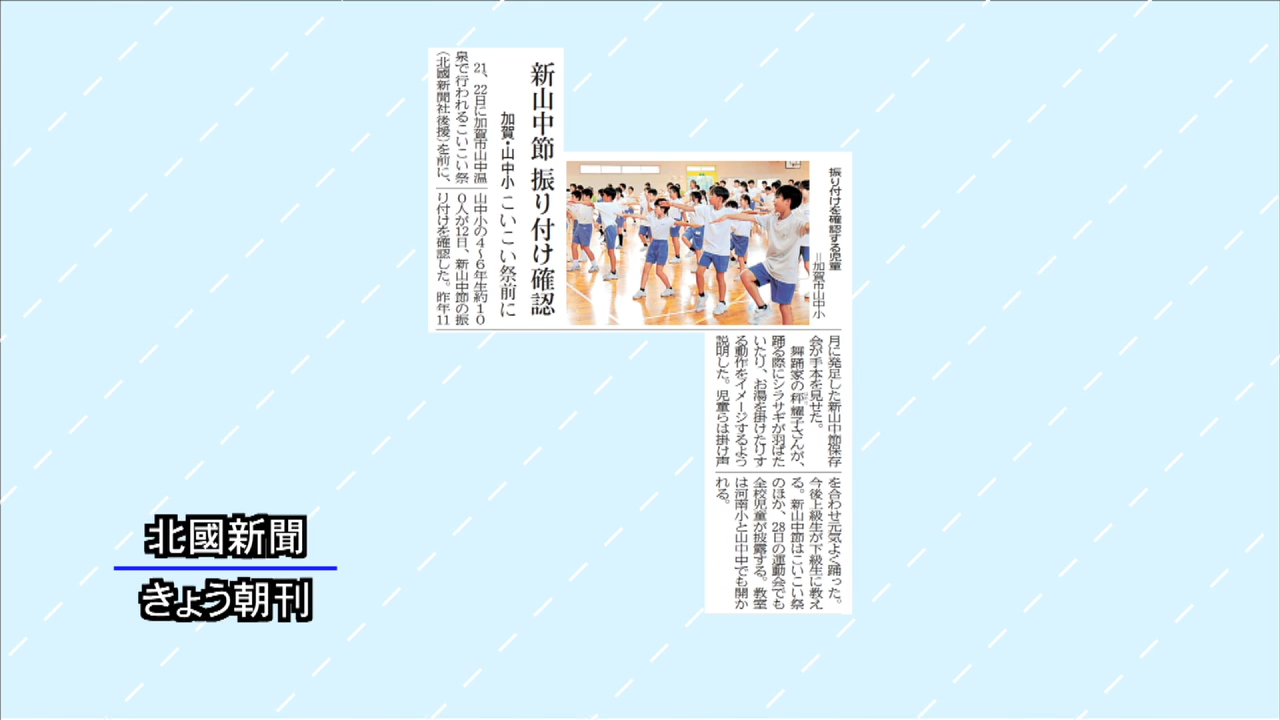 新山中節 振り付け確認
加賀・山中小 こいこい祭前に
21、22日に加賀市山中温
泉で行われるこいこい祭
(北國新聞社後援)を前に、
山中小の4~6年生約10
0人が12日、新山中節の振
り付けを確認した。昨年11
月に発足した新山中節保存
会が手本を見せた。
舞踊家の秤耀子さんが、
踊る際にシラサギが羽ばた
いたり、お湯を掛けたりす
る動作をイメージするよう
説明した。児童らは掛け声
を合わせ元気よく踊った。
今後上級生が下級生に教え
る。新山中節はこいこい祭
のほか、28日の運動会でも
全校児童が披露する。教室
は河南小と山中中でも開か
れる。
振り付けを確認する児童
=加賀市山中小
北國新聞
きょう朝刊